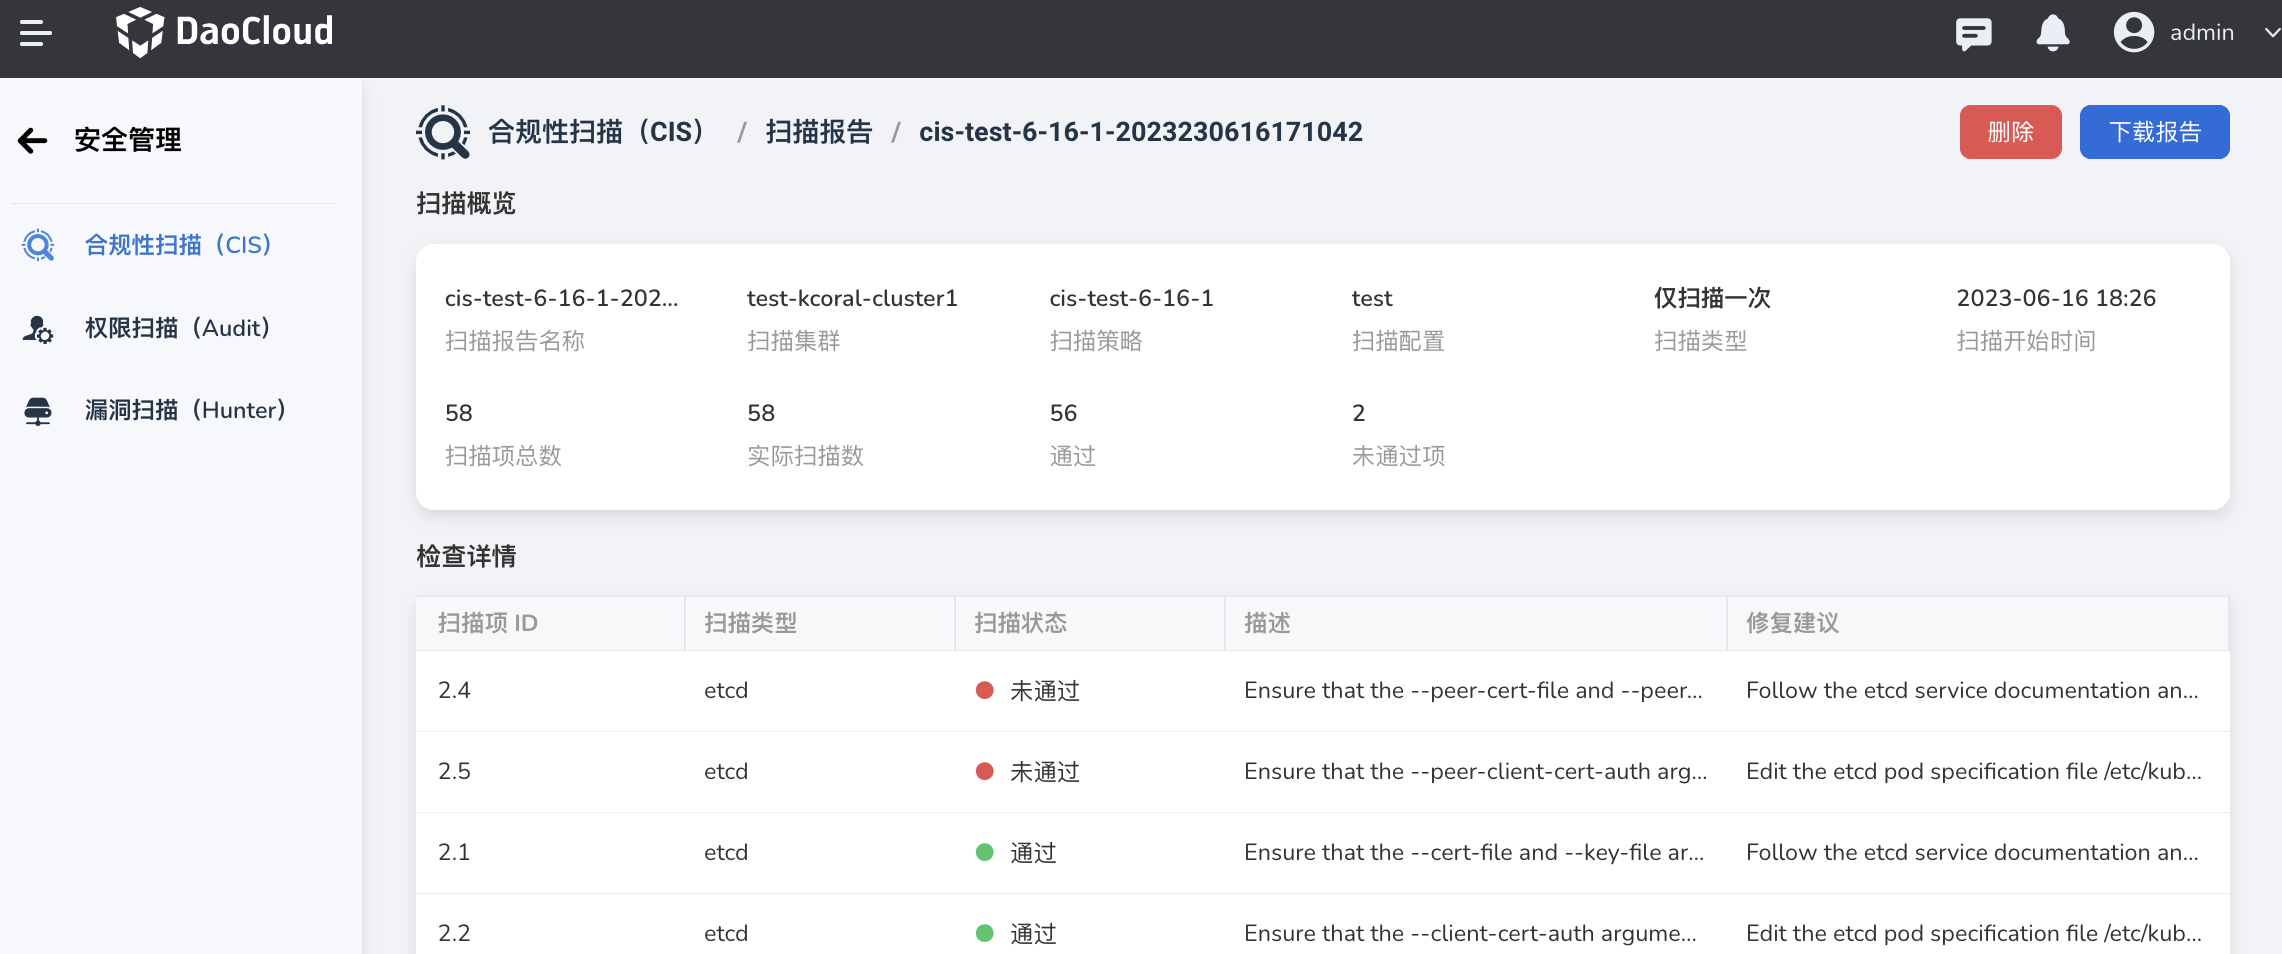 DaoCloud
admin
安全管理
合规性扫描（CIS）
权限扫描（Audit）
漏洞扫描（Hunter）
合规性扫描（CIS） / 扫描报告 / cis-test-6-16-1-2023230616171042
删除
下载报告
扫描概览
cis-test-6-16-1-202... test-kcoral-cluster1 cis-test-6-16-1 test 仅扫描一次 2023-06-16 18:26
扫描报告名称 扫描集群 扫描策略 扫描配置 扫描类型 扫描开始时间
58 58 56 2
扫描项总数 实际扫描数 通过 未通过项
检查详情
扫描项 ID 扫描类型 扫描状态 描述 修复建议
2.4 etcd 未通过 Ensure that the --peer-cert-file and --peer... Follow the etcd service documentation an...
2.5 etcd 未通过 Ensure that the --peer-client-cert-auth arg... Edit the etcd pod specification file /etc/kub...
2.1 etcd 通过 Ensure that the --cert-file and --key-file ar... Follow the etcd service documentation an...
2.2 etcd 通过 Ensure that the --client-cert-auth argume... Edit the etcd pod specification file /etc/kub...